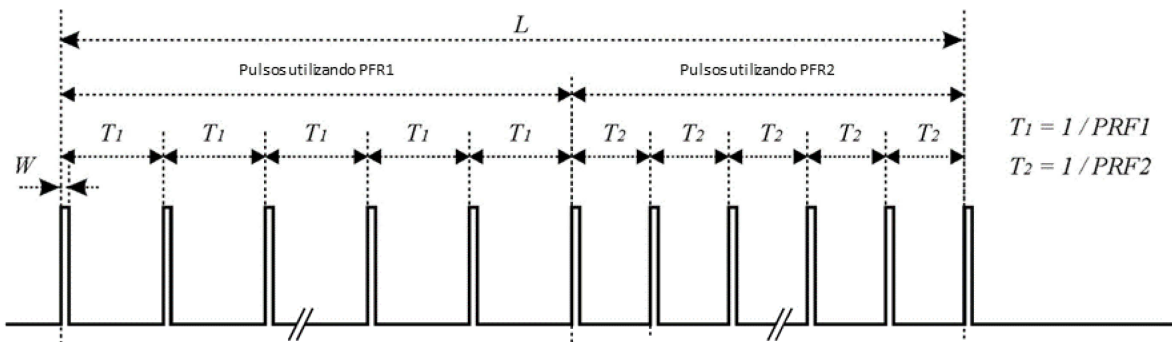 L
Pulsos utilizando PFR1 Pulsos utilizando PFR2
T1 T1 T1 T1 T1 T2 T2 T2 T2 T2
T1 = 1 / PRF1
W
T2 = 1 / PRF2